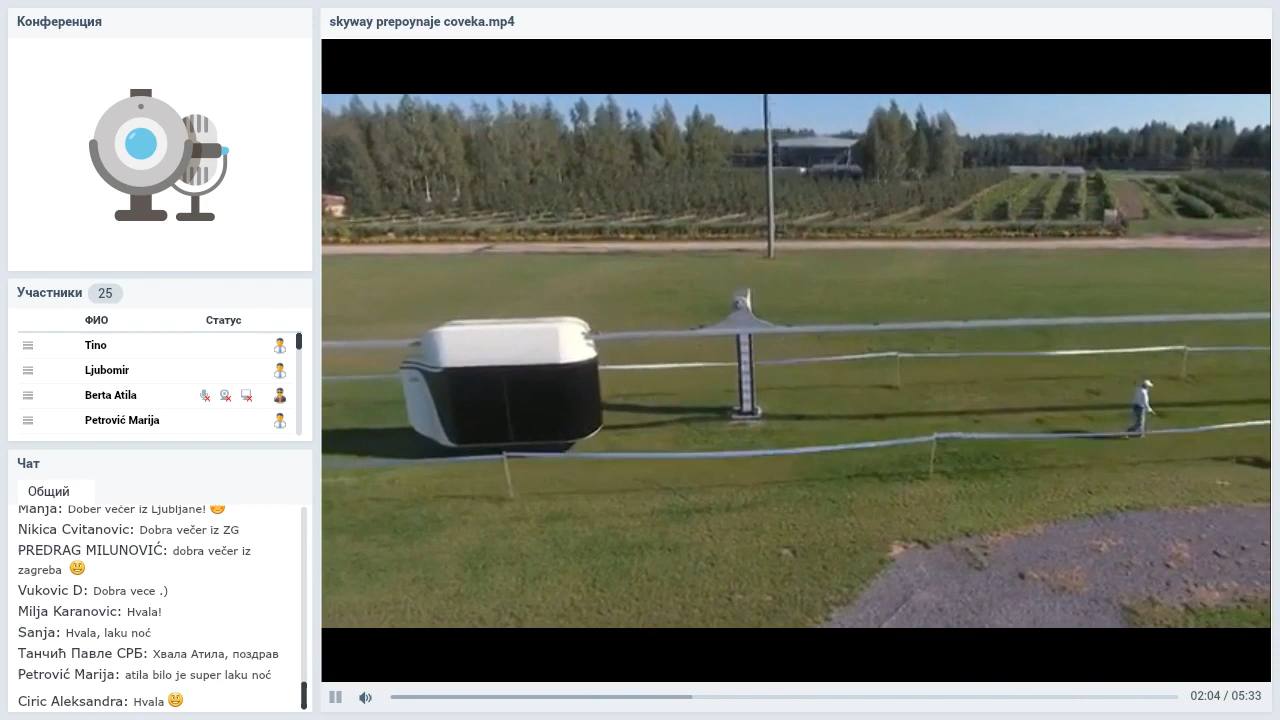 Конференция
skyway prepoynaje coveka.mp4
Участники 25
ФИО Статус
Tino
Ljubomir
Berta Atila
Petrović Marija
Чат
Общий
Manja: Dober večer iz Ljubljane!
Nikica Cvitanovic: Dobra večer iz ZG
PREDRAG MILUNOVIĆ: dobra večer iz
zagreba
Vukovic D: Dobra vece .)
Milja Karanovic: Hvala!
Sanja: Hvala, laku noć
Танчић Павле СРБ: Хвала Атила, поздрав
Petrović Marija: atila bilo je super laku noć
Ciric Aleksandra: Hvala
02:04 / 05:33